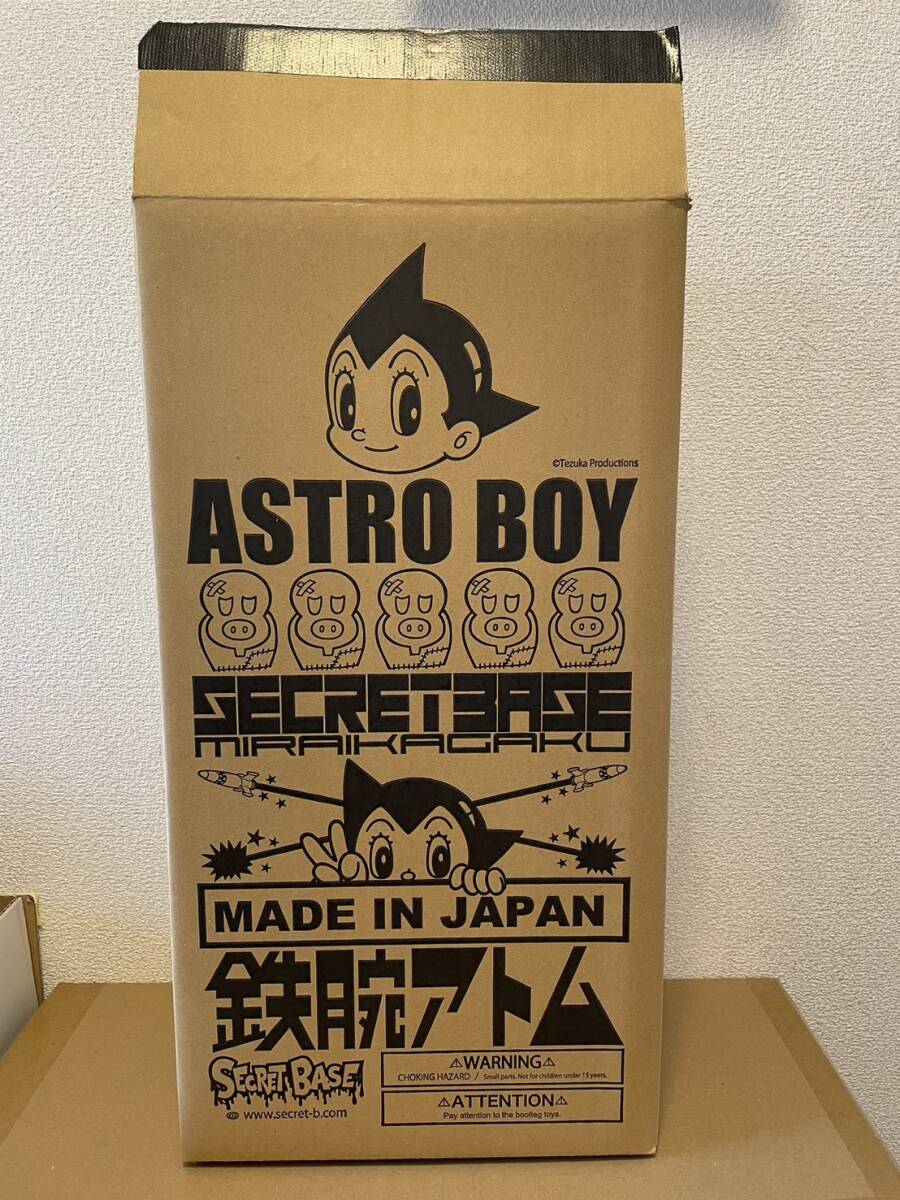 ©Tezuka Productions
ASTRO BOY
SECRETBASE
MIRAIKAGAKU
MADE IN JAPAN
鉄腕アトム
SECRET BASE
www.secret-b.com
⚠WARNING⚠
CHOKING HAZARD / Small parts. Not for children under 15 years.
⚠ATTENTION⚠
Pay attention to the bootleg toys.